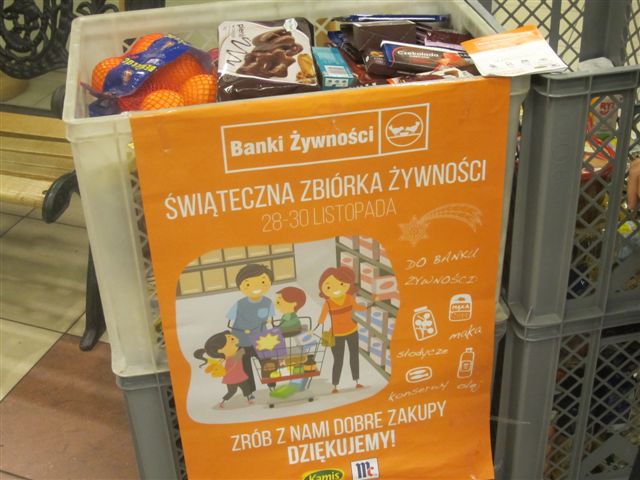 Czekolada
Banki Żywności
ŚWIĄTECZNA ZBIÓRKA ŻYWNOŚCI
28-30 LISTOPADA
DO BANKU
ŻYWNOŚCI:
MĄKA
słodycze
mąka
konserwy
olej
ZRÓB Z NAMI DOBRE ZAKUPY
DZIĘKUJEMY!
Kamis